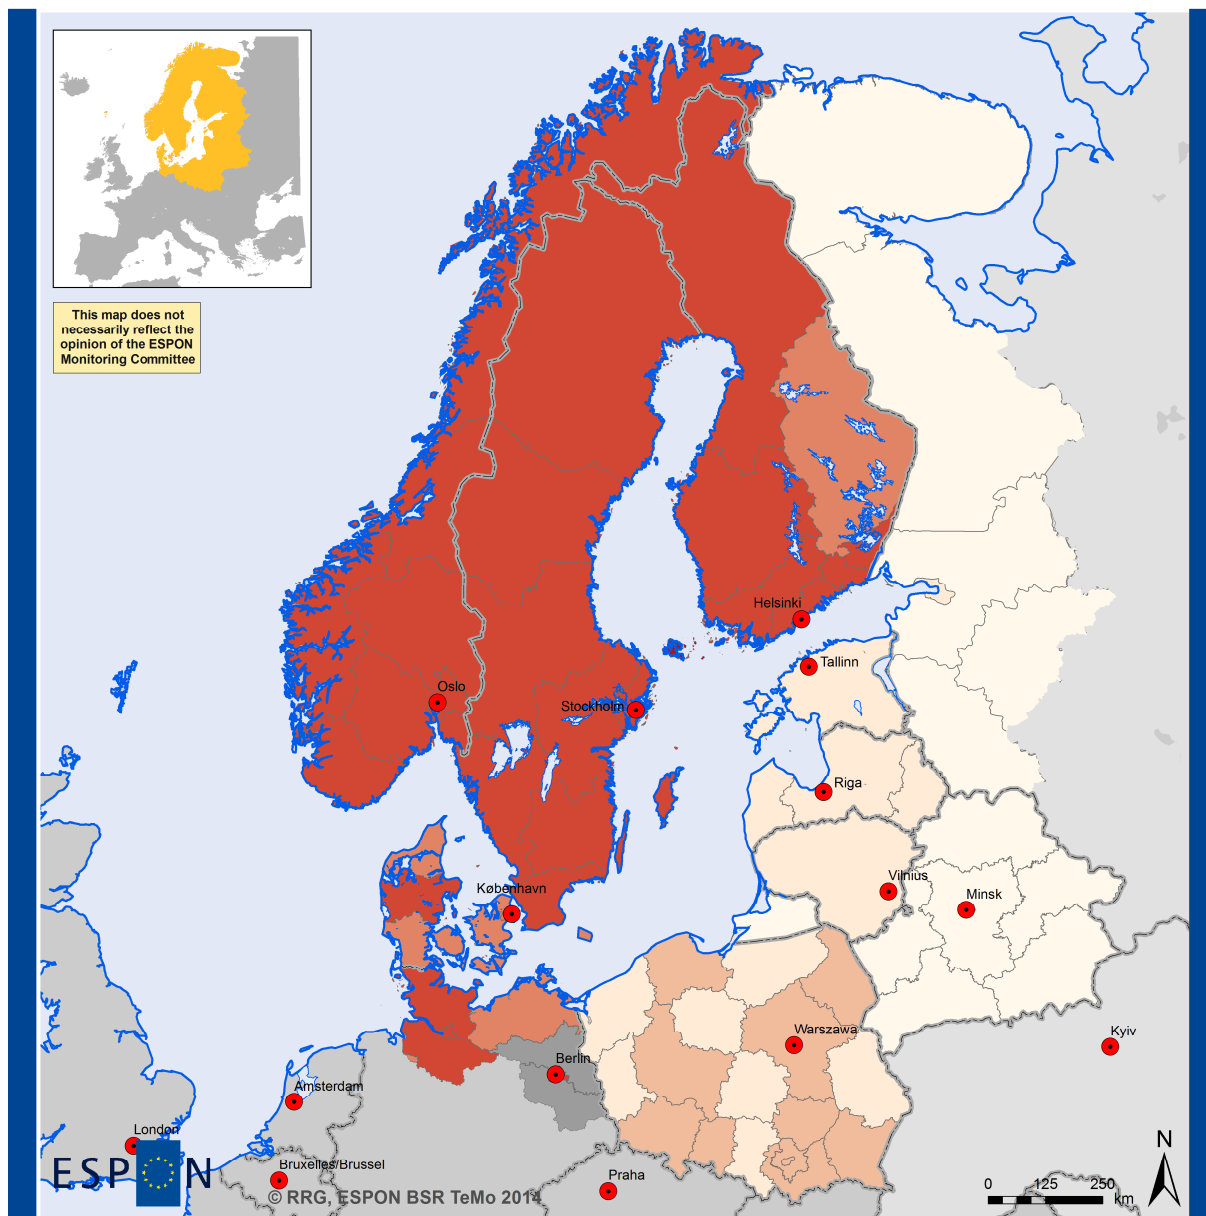 This map does not
necessarily reflect the
opinion of the ESPON
Monitoring Committee
Helsinki
Tallinn
Oslo
Stockholm
Riga
København
Vilnius
Minsk
Warszawa
Kyiv
Berlin
Amsterdam
London
Bruxelles/Brussel
Praha
ESPON
© RRG, ESPON BSR TeMo 2014
N
0 125 250
km